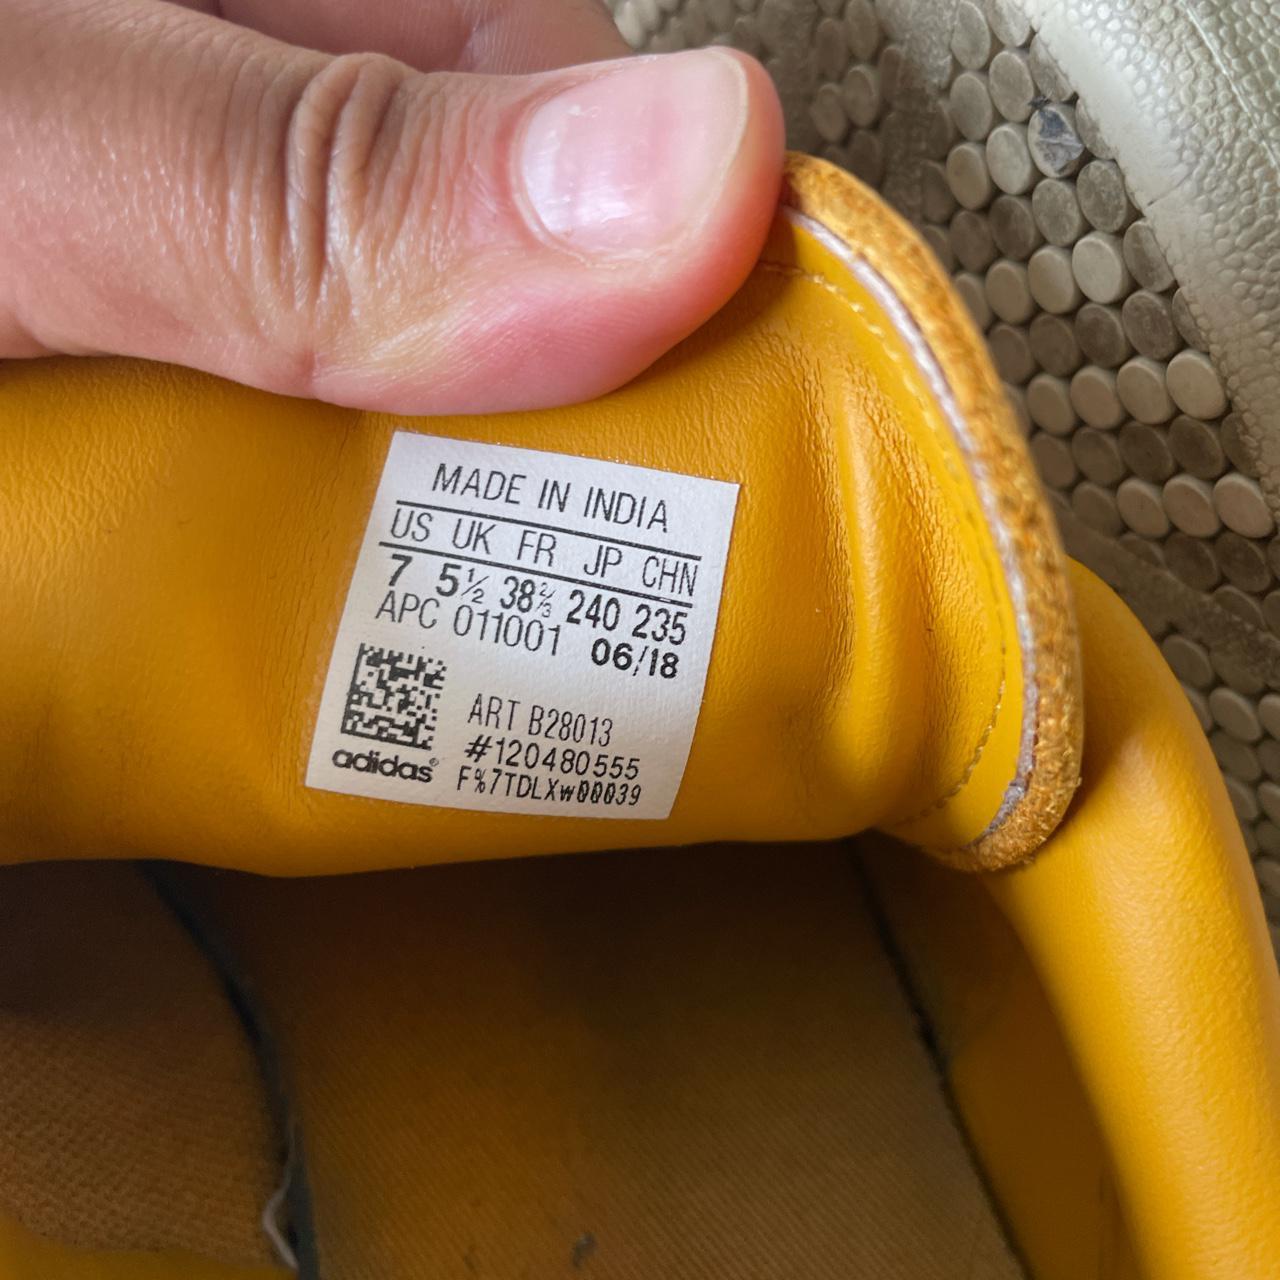 MADE IN INDIA
US UK FR JP CHN
7 5½ 38⅔ 240 235
APC 011001 06/18
ART B28013
#120480555
adidas®
F%7TDLXw00039